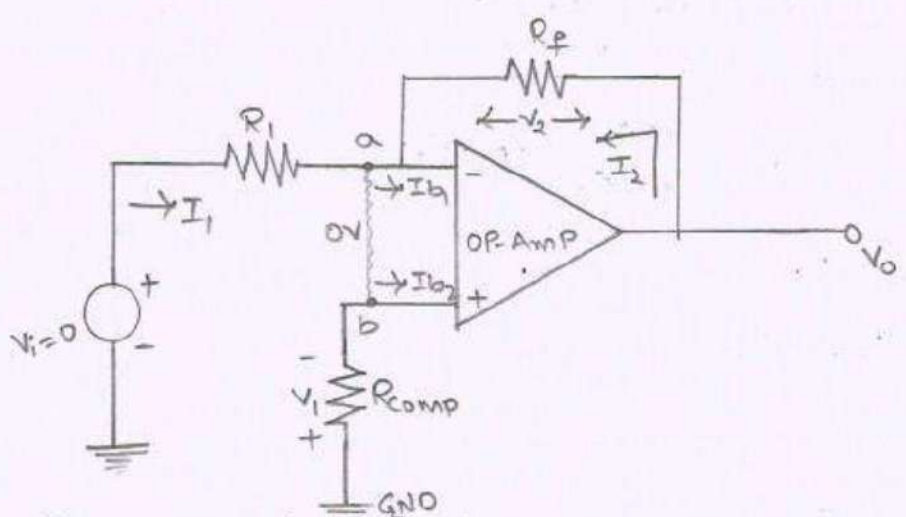 Rf
R1
a
← V2 →
I2
→ I1
→ Ib1
-
0V
OP-AMP
Vo
→ Ib2
+
b
+
Vi=0
-
-
V1
Rcomp
+
GND